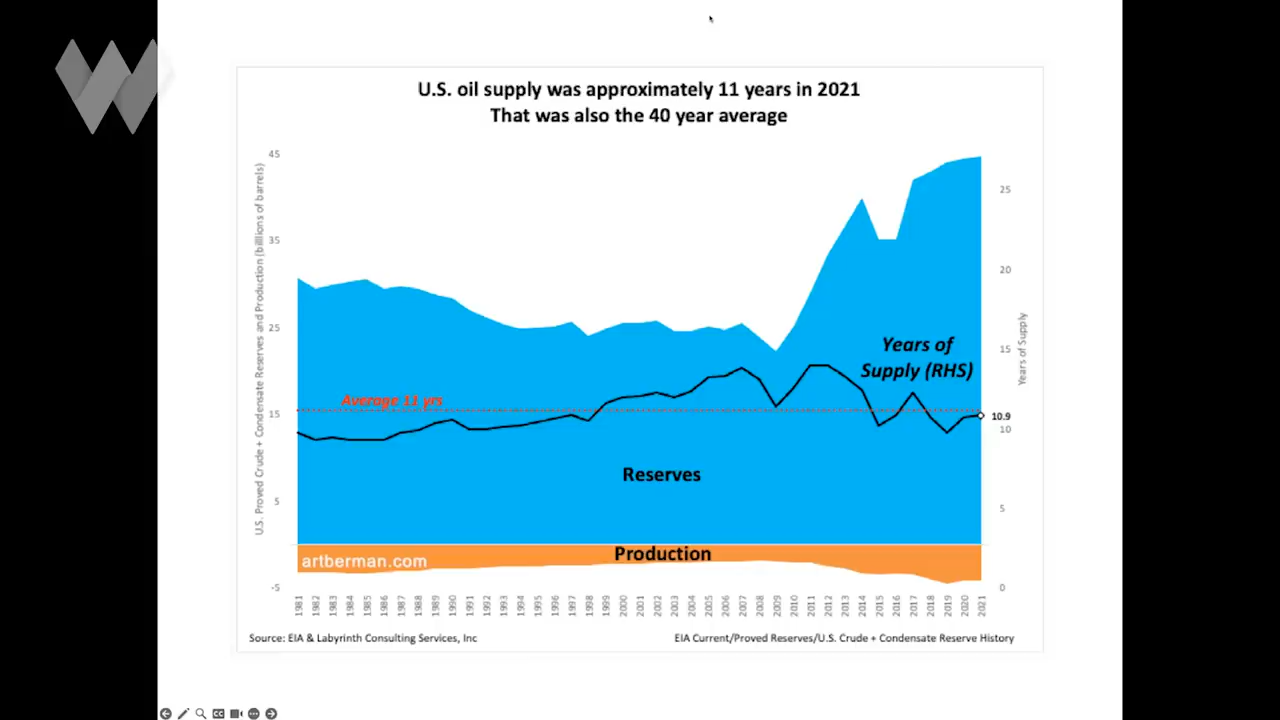 W
U.S. oil supply was approximately 11 years in 2021
That was also the 40 year average
U.S. Proved Crude + Condensate Reserves and Production (billions of barrels)
45
35
25
15
5
-5
25
20
15
10
5
0
Years of Supply
Years of
Supply (RHS)
Average 11 yrs
10.9
Reserves
Production
artberman.com
1981 1982 1983 1984 1985 1986 1987 1988 1989 1990 1991 1992 1993 1994 1995 1996 1997 1998 1999 2000 2001 2002 2003 2004 2005 2006 2007 2008 2009 2010 2011 2012 2013 2014 2015 2016 2017 2018 2019 2020 2021
Source: EIA & Labyrinth Consulting Services, Inc
EIA Current/Proved Reserves/U.S. Crude + Condensate Reserve History